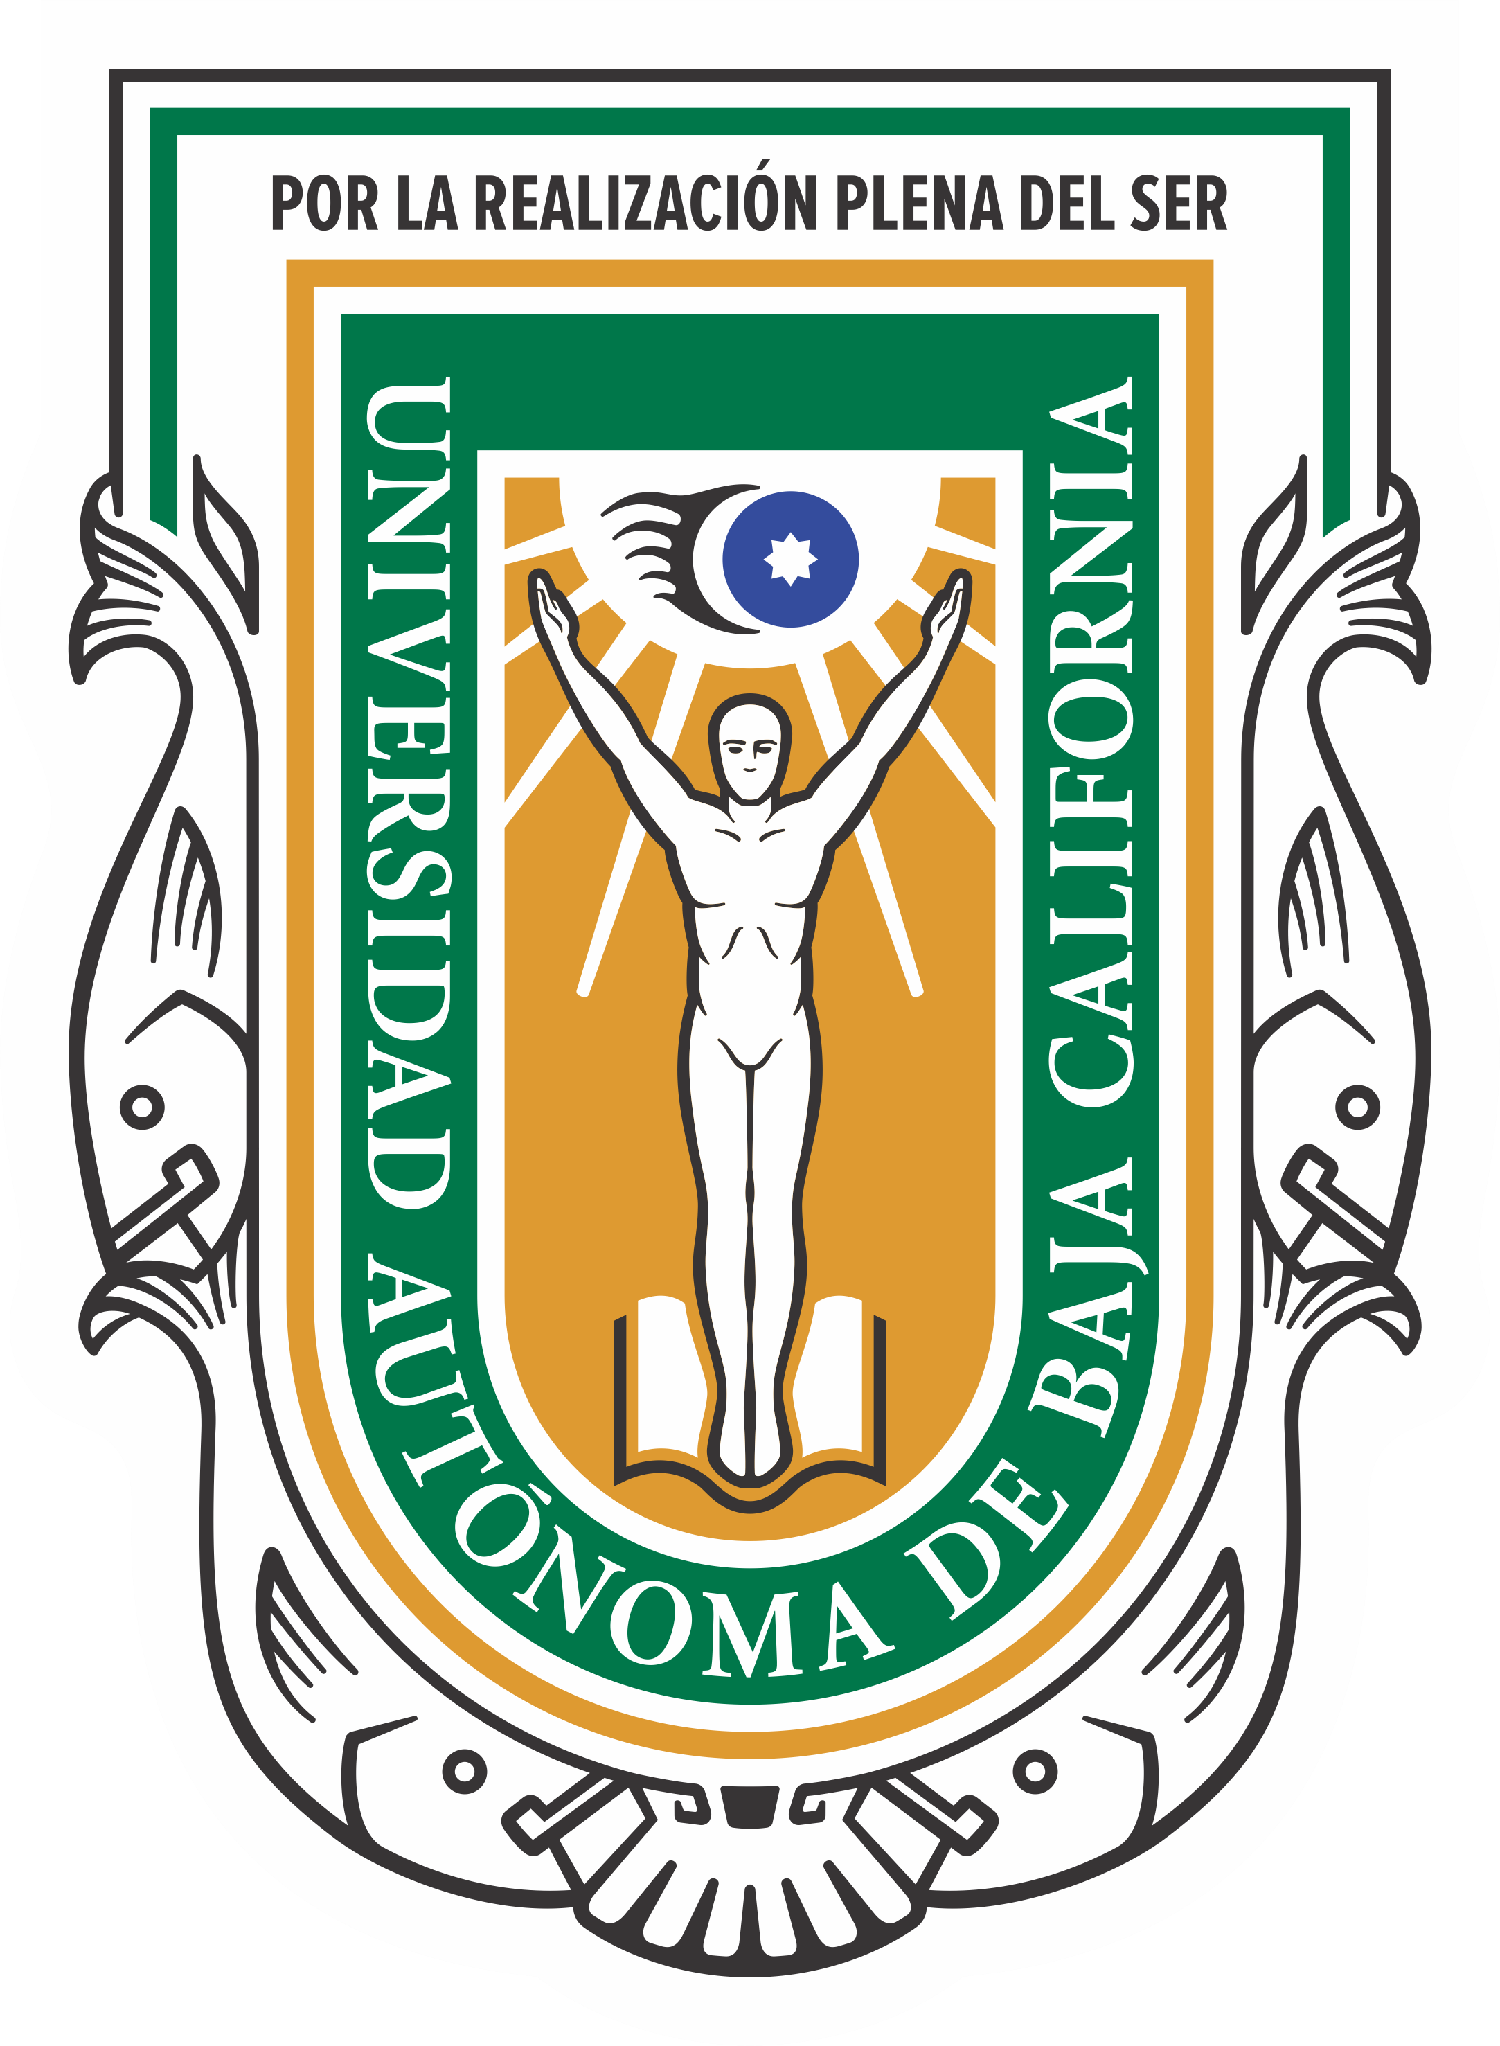 POR LA REALIZACIÓN PLENA DEL SER
UNIVERSIDAD AUTÓNOMA DE BAJA CALIFORNIA